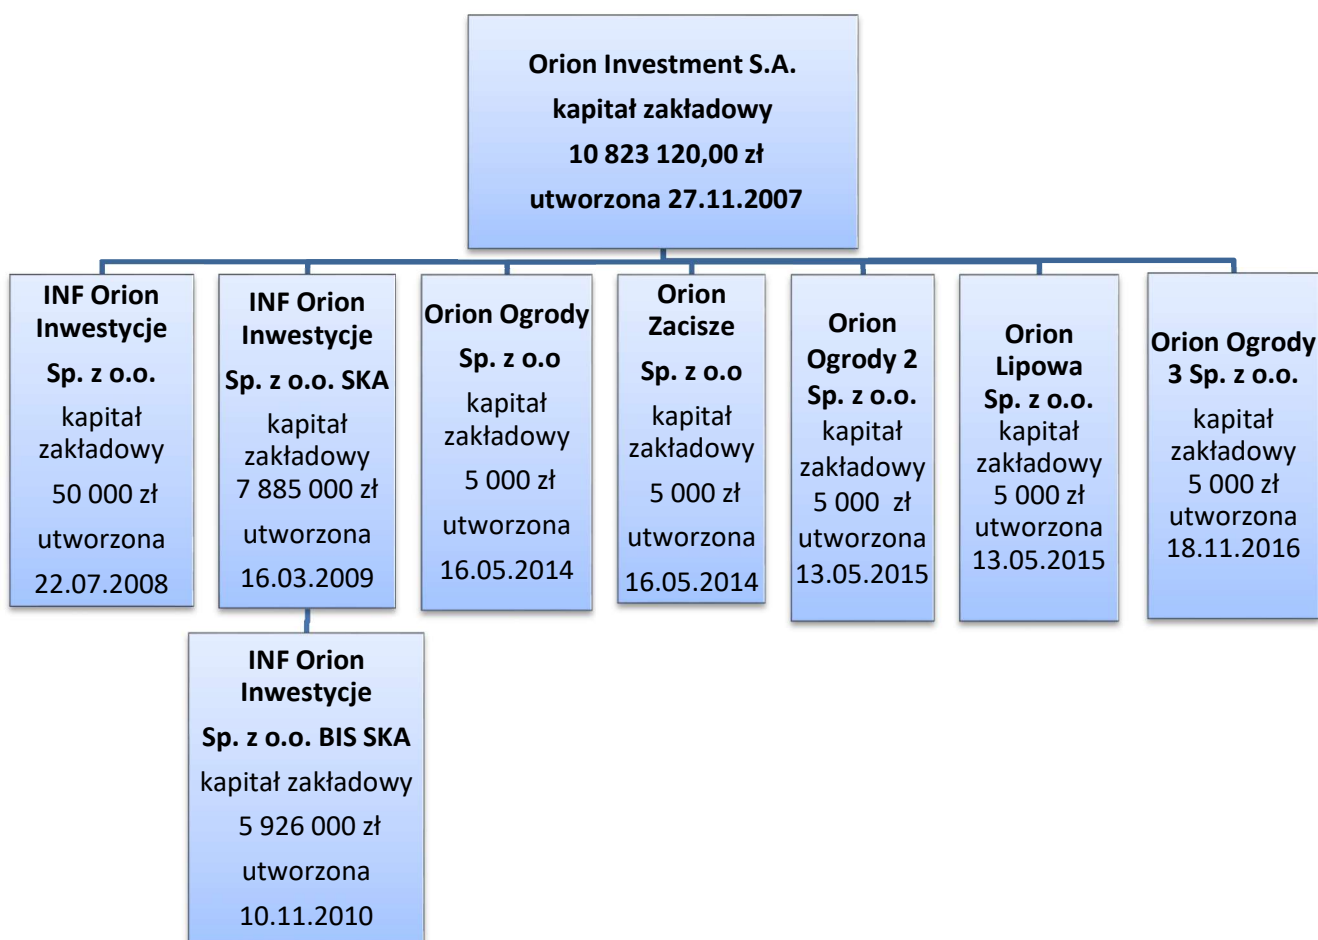 Orion Investment S.A.
kapitał zakładowy
10 823 120,00 zł
utworzona 27.11.2007
INF Orion
Inwestycje
Sp. z o.o.
kapitał
zakładowy
50 000 zł
utworzona
22.07.2008
INF Orion
Inwestycje
Sp. z o.o. SKA
kapitał
zakładowy
7 885 000 zł
utworzona
16.03.2009
Orion Ogrody
Sp. z o.o
kapitał
zakładowy
5 000 zł
utworzona
16.05.2014
Orion
Zacisze
Sp. z o.o
kapitał
zakładowy
5 000 zł
utworzona
16.05.2014
Orion
Ogrody 2
Sp. z o.o.
kapitał
zakładowy
5 000 zł
utworzona
13.05.2015
Orion
Lipowa
Sp. z o.o.
kapitał
zakładowy
5 000 zł
utworzona
13.05.2015
Orion Ogrody
3 Sp. z o.o.
kapitał
zakładowy
5 000 zł
utworzona
18.11.2016
INF Orion
Inwestycje
Sp. z o.o. BIS SKA
kapitał zakładowy
5 926 000 zł
utworzona
10.11.2010